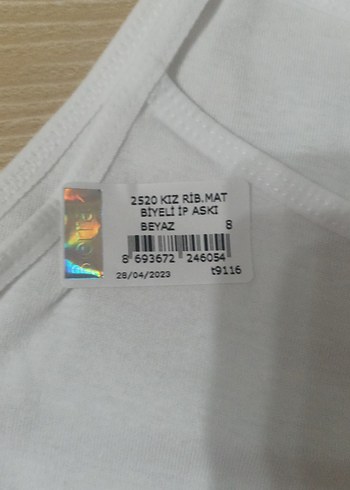 2520 KIZ RİB.MAT
BİYELİ İP ASKI
BEYAZ 8
8 693672 246054
28/04/2023 t9116